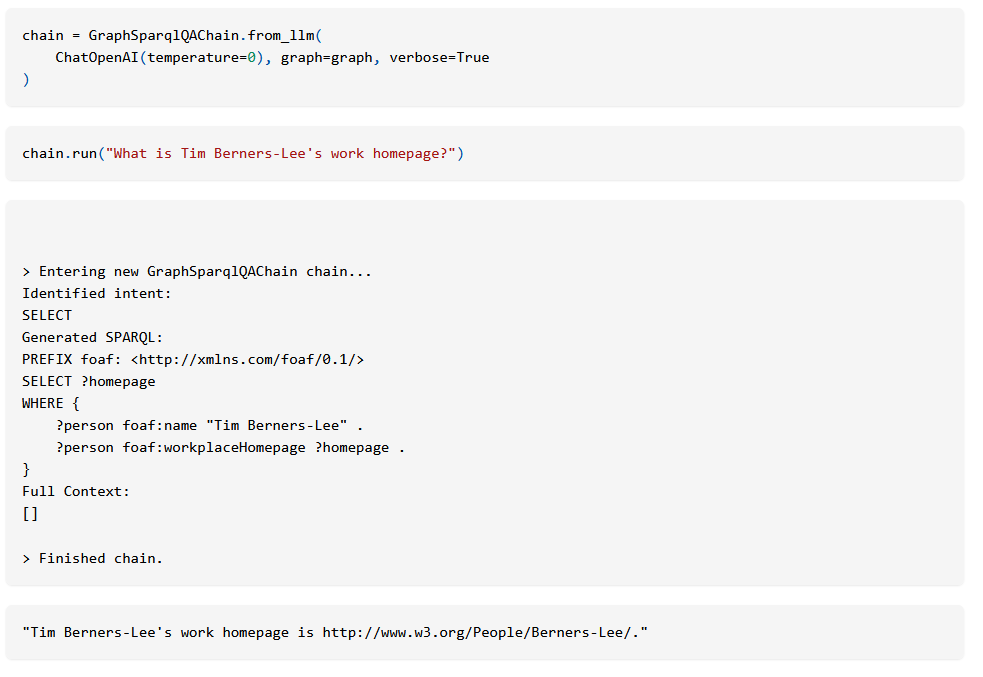 chain = GraphSparqlQAChain.from_llm(
    ChatOpenAI(temperature=0), graph=graph, verbose=True
)
chain.run("What is Tim Berners-Lee's work homepage?")
> Entering new GraphSparqlQAChain chain...
Identified intent:
SELECT
Generated SPARQL:
PREFIX foaf: <http://xmlns.com/foaf/0.1/>
SELECT ?homepage
WHERE {
    ?person foaf:name "Tim Berners-Lee" .
    ?person foaf:workplaceHomepage ?homepage .
}
Full Context:
[]
> Finished chain.
"Tim Berners-Lee's work homepage is http://www.w3.org/People/Berners-Lee/."